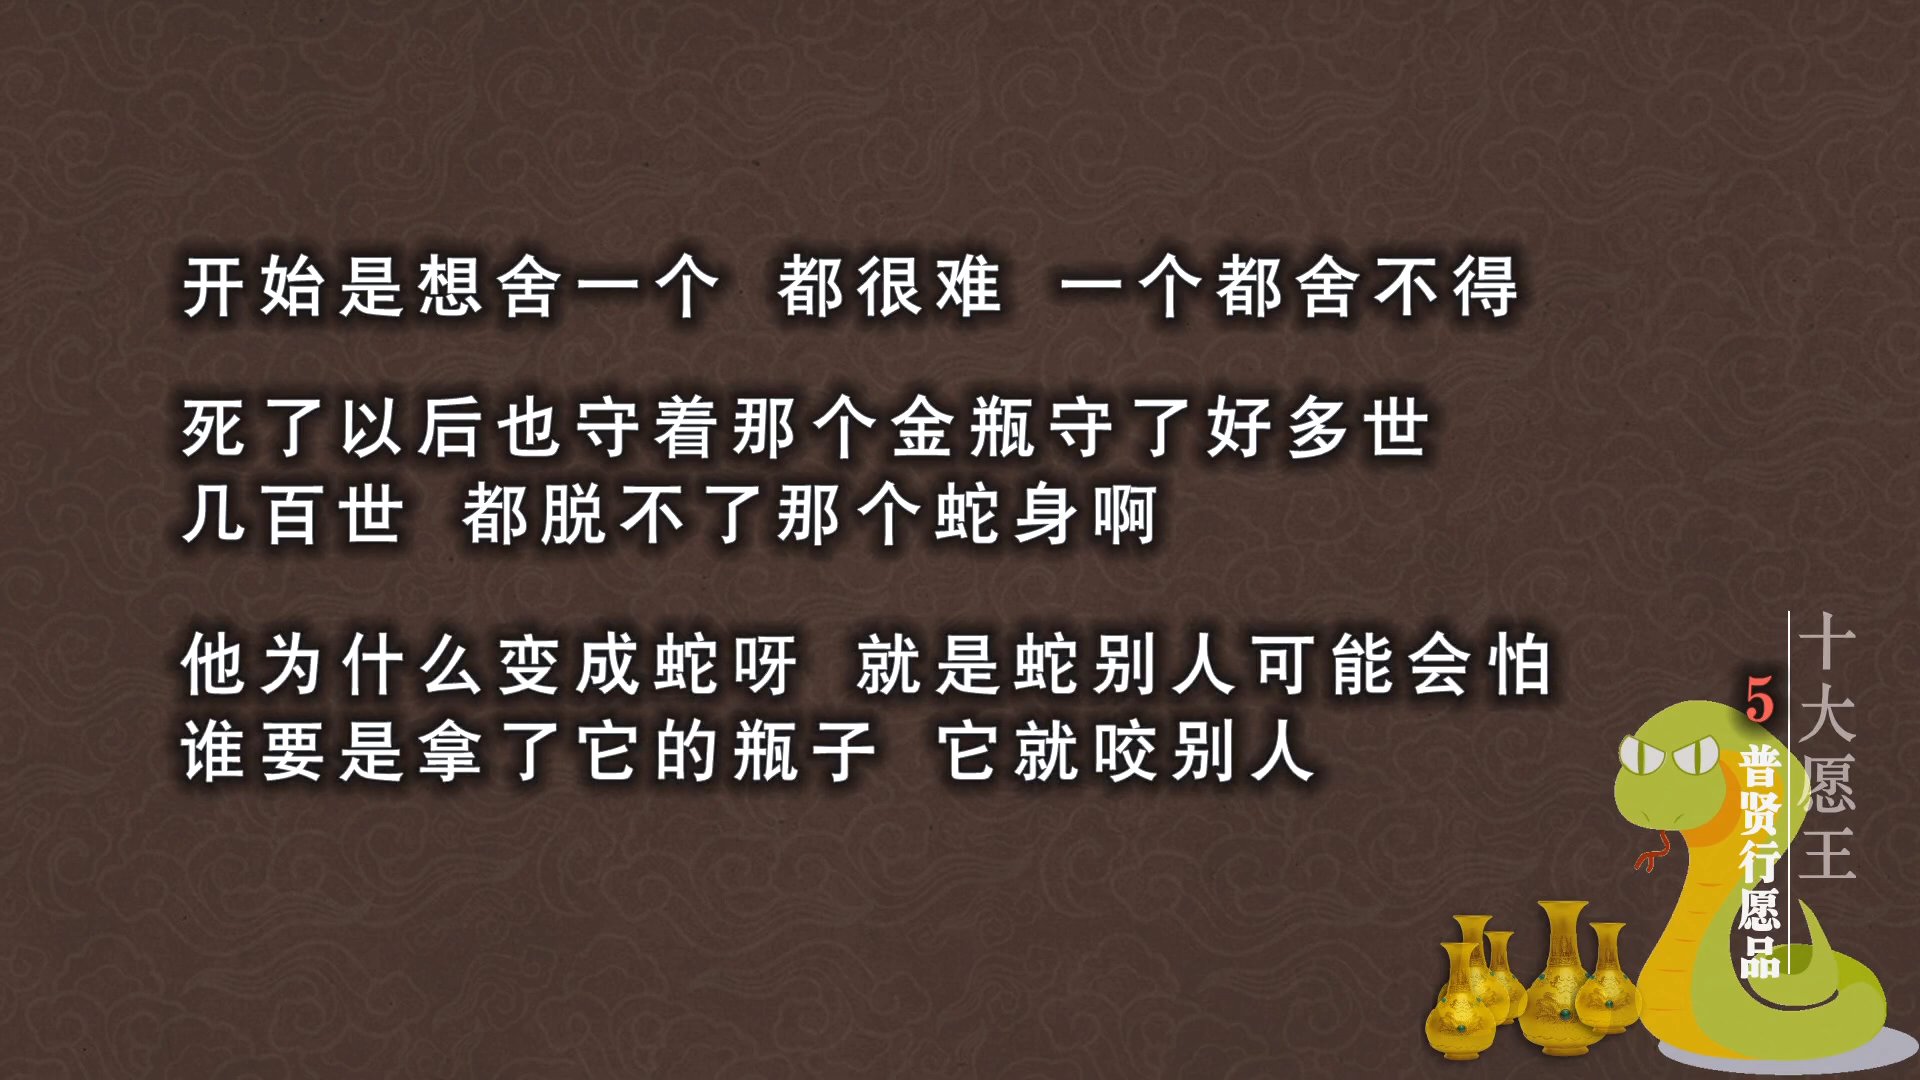 开始是想舍一个 都很难 一个都舍不得
死了以后也守着那个金瓶守了好多世
几百世 都脱不了那个蛇身啊
他为什么变成蛇呀 就是蛇别人可能会怕
谁要是拿了它的瓶子 它就咬别人
十大愿王
5 普贤行愿品